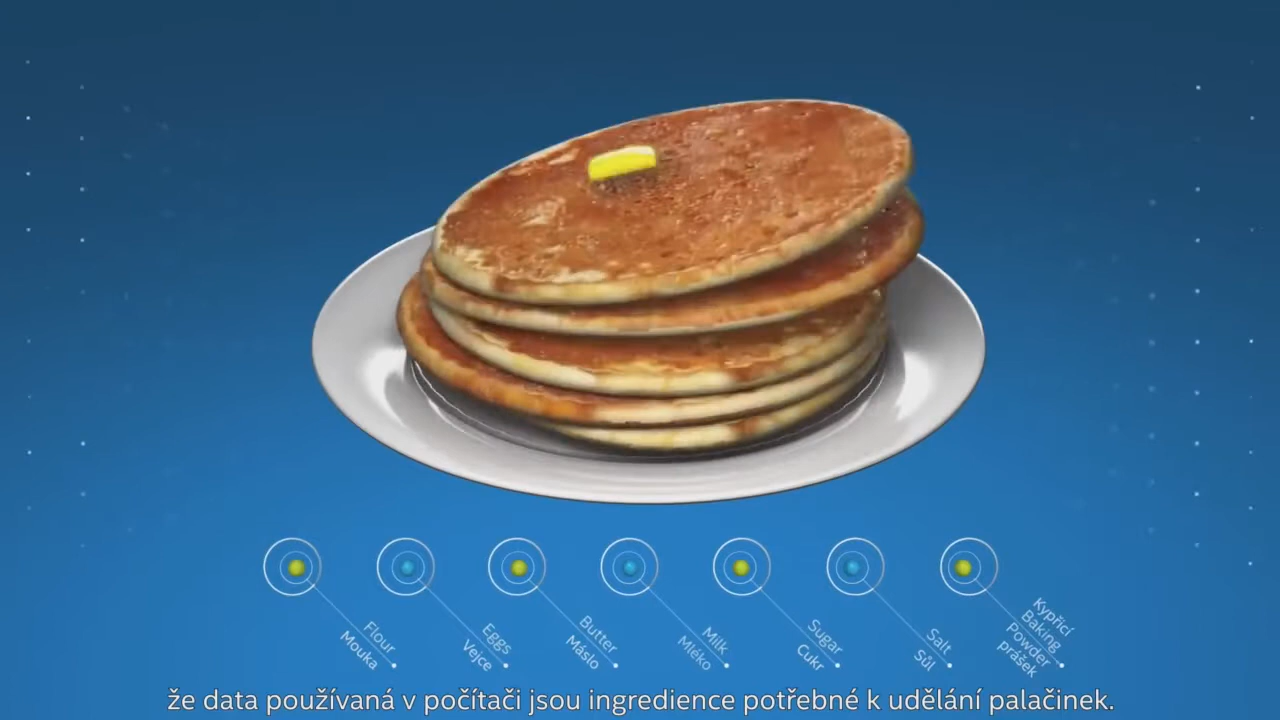 Flour
Mouka
Eggs
Vejce
Butter
Máslo
Milk
Mléko
Sugar
Cukr
Salt
Sůl
Kypřicí
Baking
Powder
prášek
že data používaná v počítači jsou ingredience potřebné k udělání palačinek.